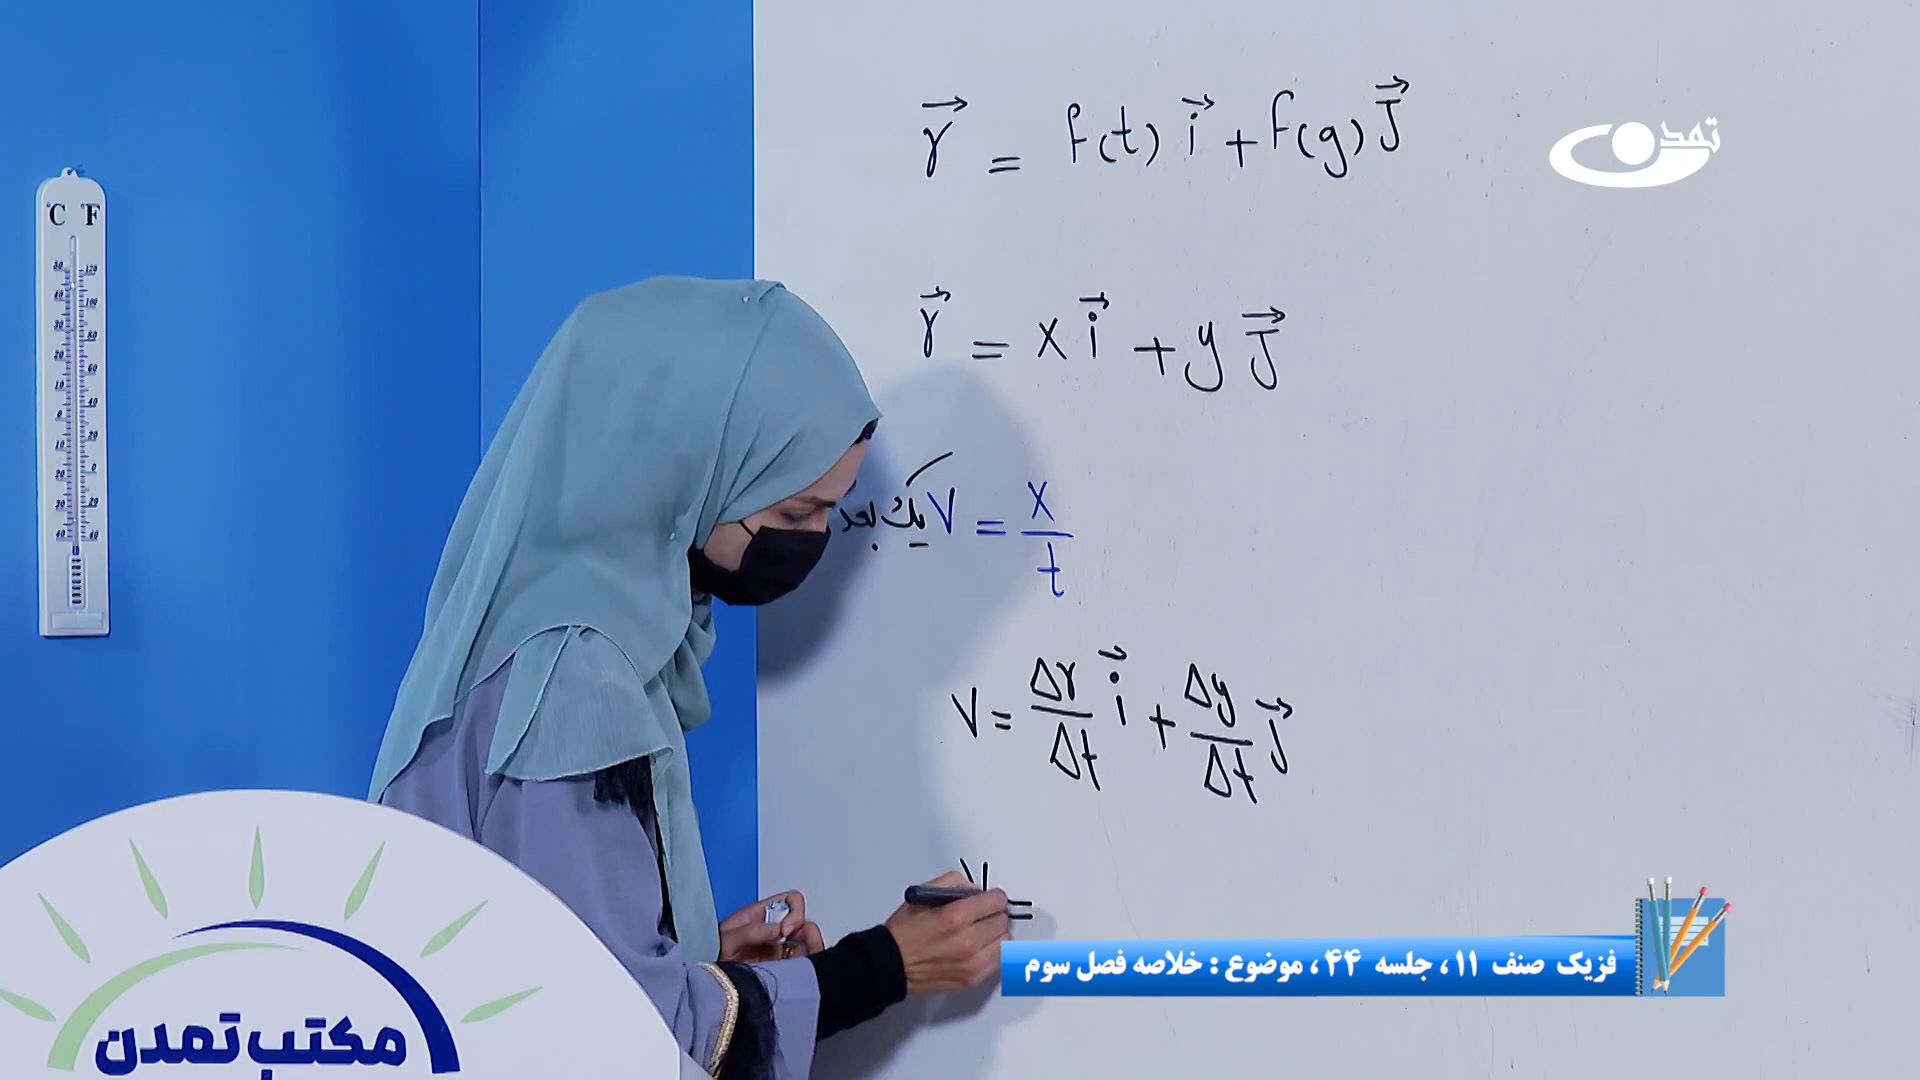 r⃗ = f(t) i⃗ + f(g) j⃗
تمدن
°C °F
r⃗ = x i⃗ + y j⃗
یک بعد V = x/t
V = Δr/Δt i⃗ + Δy/Δt j⃗
V =
فزیک صنف ۱۱، جلسه ۴۴، موضوع : خلاصه فصل سوم
مکتب تمدن